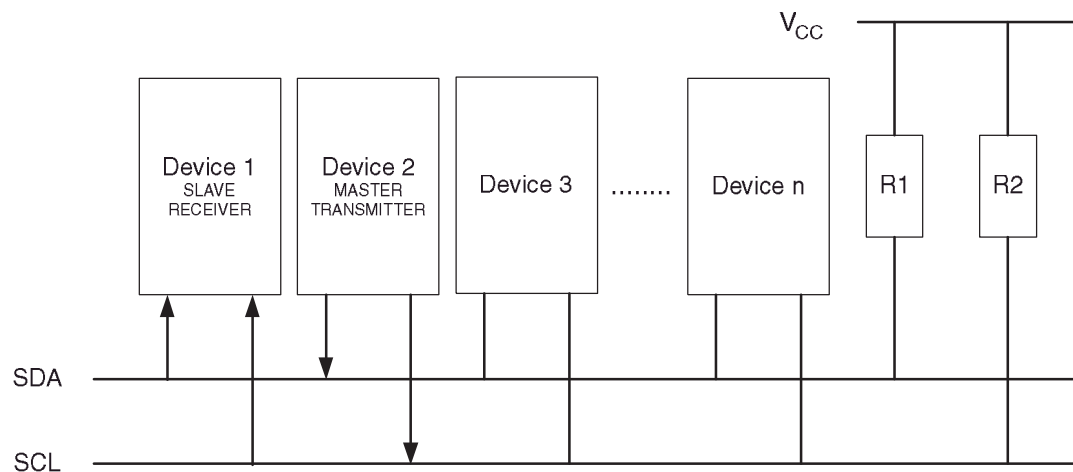 VCC
Device 1
SLAVE
RECEIVER
Device 2
MASTER
TRANSMITTER
Device 3
........
Device n
R1
R2
SDA
SCL